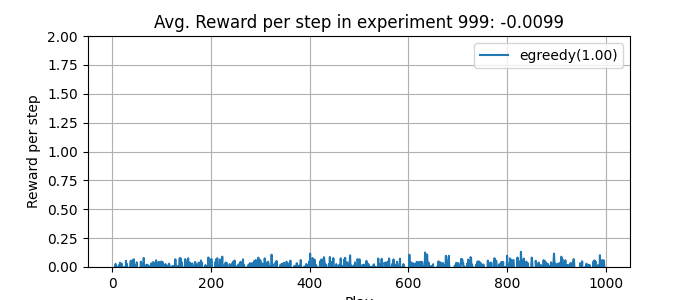 Avg. Reward per step in experiment 999: -0.0099
egreedy(1.00)
Reward per step
2.00
1.75
1.50
1.25
1.00
0.75
0.50
0.25
0.00
0 200 400 600 800 1000
Play